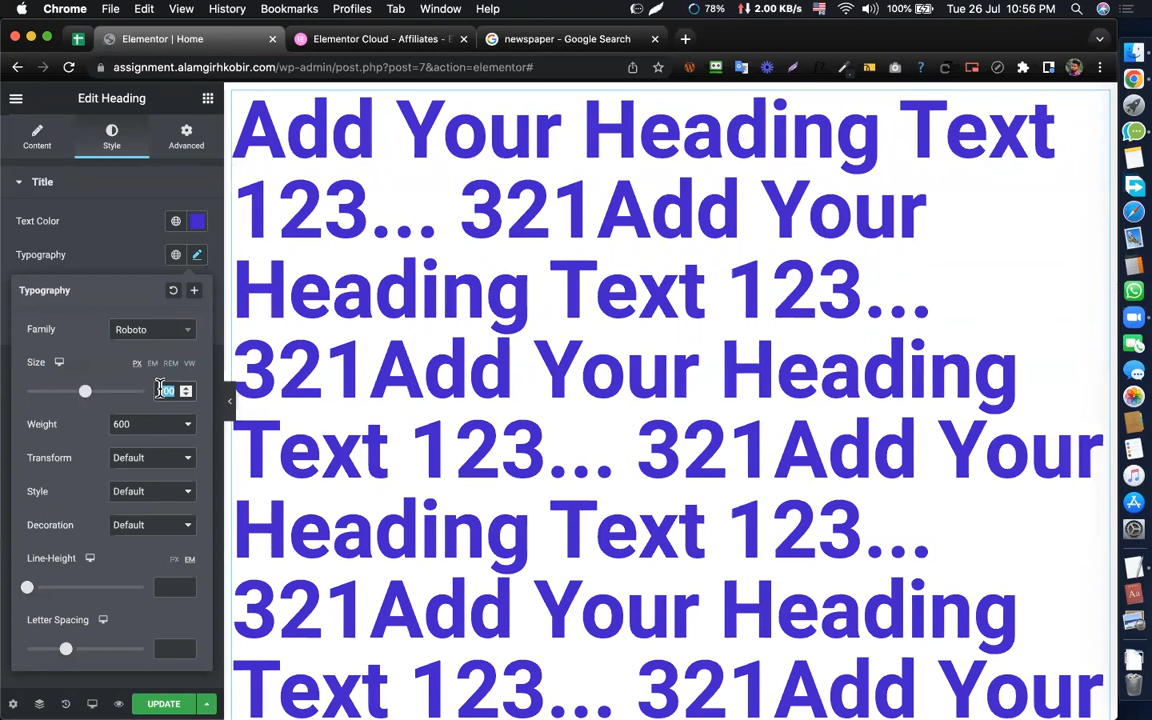 Chrome File Edit View History Bookmarks Profiles Tab Window Help 78% 2.00 KB/s 100% Tue 26 Jul 10:56 PM
Elementor | Home Elementor Cloud - Affiliates - E newspaper - Google Search
assignment.alamgirhkobir.com/wp-admin/post.php?post=7&action=elementor#
Edit Heading
Content Style Advanced
Title
Text Color
Typography
Typography
Family Roboto
Size PX EM REM VW
Weight 600
Transform Default
Style Default
Decoration Default
Line-Height PX EM
Letter Spacing
UPDATE
Add Your Heading Text
123... 321Add Your
Heading Text 123...
321Add Your Heading
Text 123... 321Add Your
Heading Text 123...
321Add Your Heading
Text 123... 321Add Your